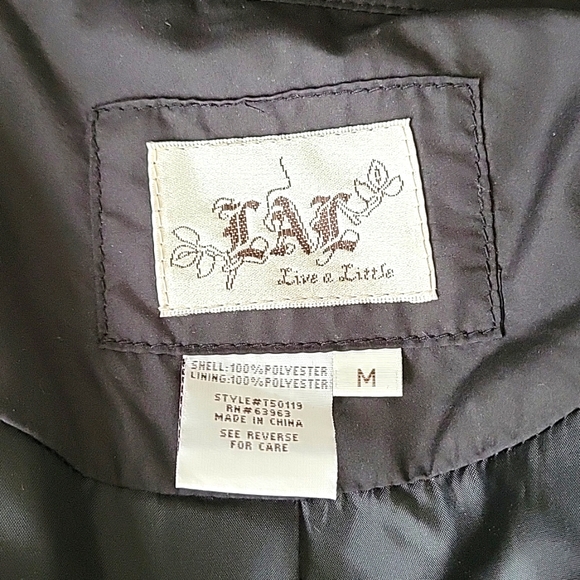 LAL
Live a Little
SHELL:100%POLYESTER
LINING:100%POLYESTER
M
STYLE#T50119
RN#63963
MADE IN CHINA
SEE REVERSE
FOR CARE